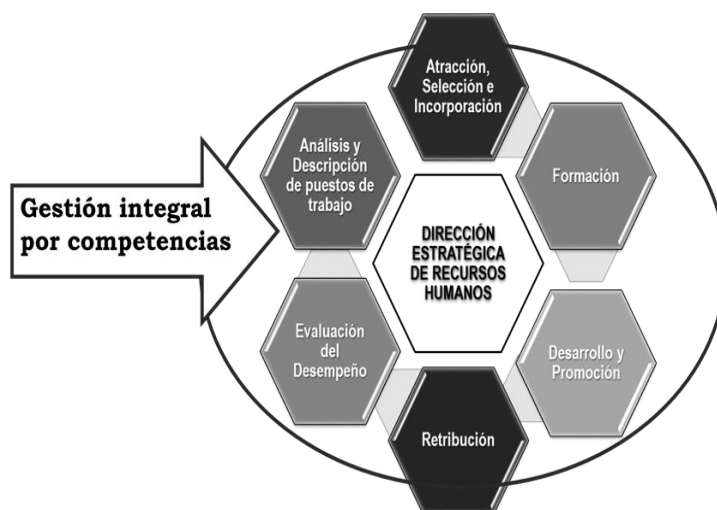 Gestión integral
por competencias
Atracción,
Selección e
Incorporación
Formación
Desarrollo y
Promoción
Retribución
Evaluación
del
Desempeño
Análisis y
Descripción
de puestos de
trabajo
DIRECCIÓN
ESTRATÉGICA
DE RECURSOS
HUMANOS